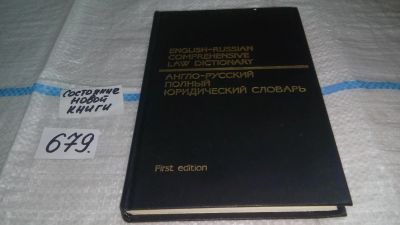 ENGLISH-RUSSIAN
COMPREHENSIVE
LAW DICTIONARY
АНГЛО-РУССКИЙ
ПОЛНЫЙ
ЮРИДИЧЕСКИЙ СЛОВАРЬ
First edition
состояние
новой
книги
679.